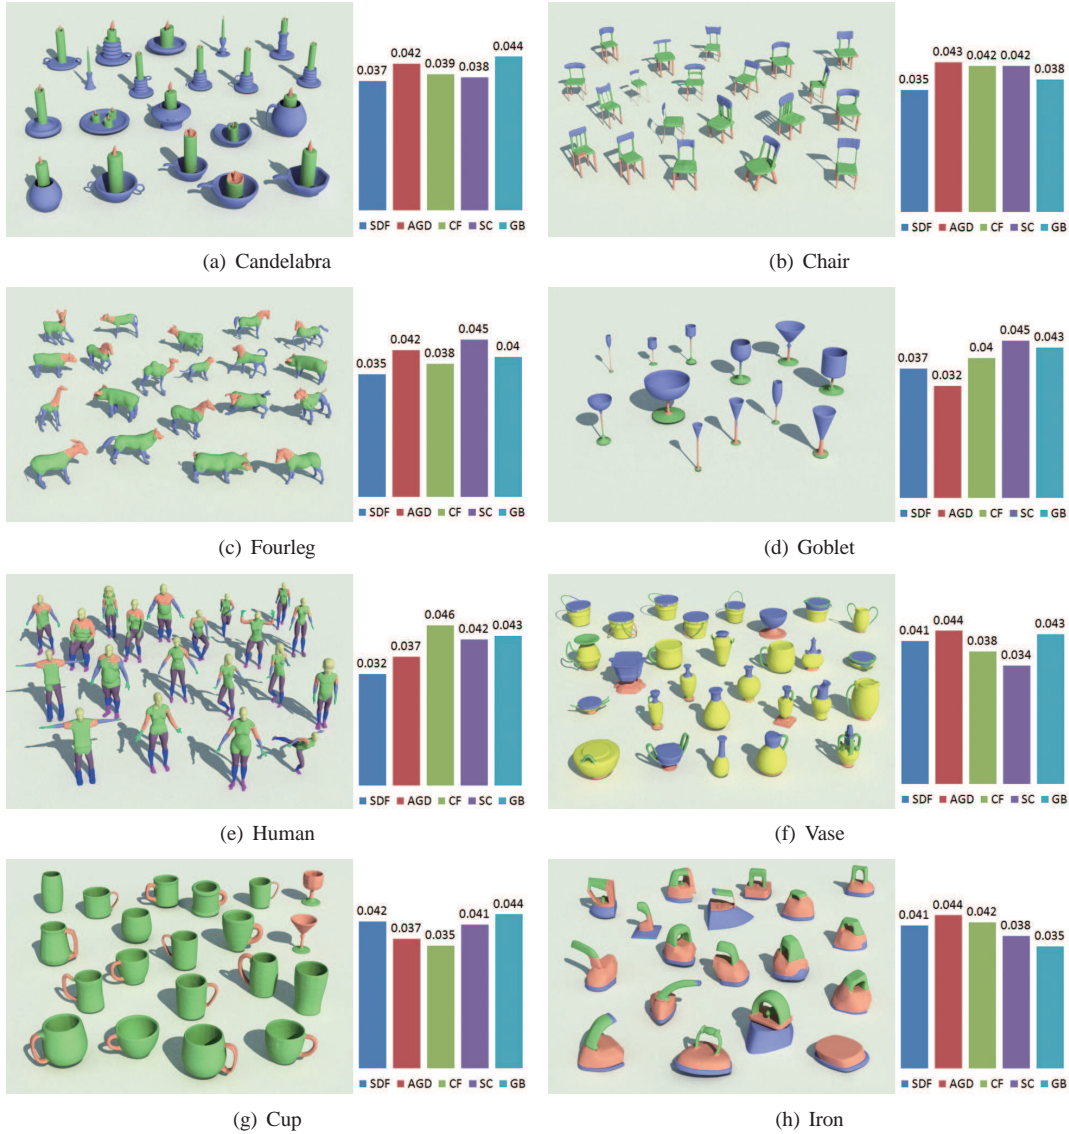 0.037 0.042 0.039 0.038 0.044
SDF AGD CF SC GB
(a) Candelabra
0.035 0.043 0.042 0.042 0.038
SDF AGD CF SC GB
(b) Chair
0.035 0.042 0.038 0.045 0.04
SDF AGD CF SC GB
(c) Fourleg
0.037 0.032 0.04 0.045 0.043
SDF AGD CF SC GB
(d) Goblet
0.032 0.037 0.046 0.042 0.043
SDF AGD CF SC GB
(e) Human
0.041 0.044 0.038 0.034 0.043
SDF AGD CF SC GB
(f) Vase
0.042 0.037 0.035 0.041 0.044
SDF AGD CF SC GB
(g) Cup
0.041 0.044 0.042 0.038 0.035
SDF AGD CF SC GB
(h) Iron